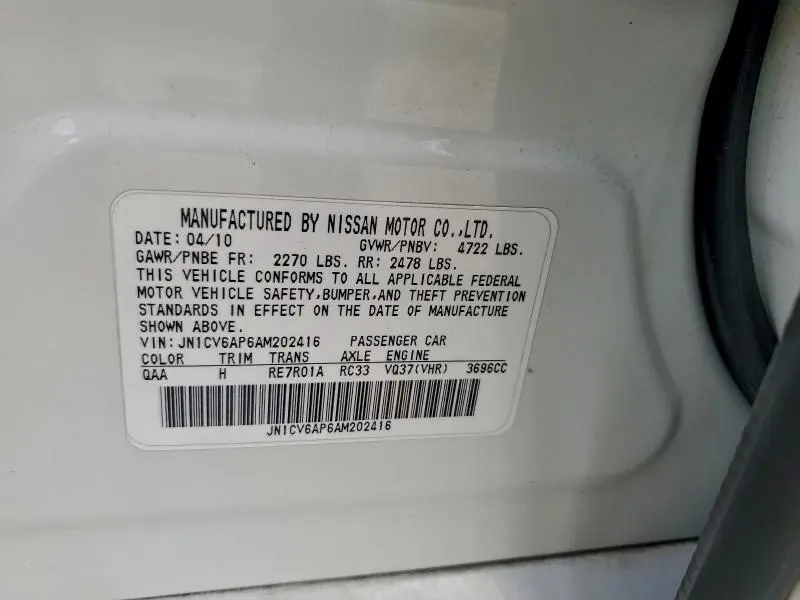 MANUFACTURED BY NISSAN MOTOR CO.,LTD.
DATE: 04/10 GVWR/PNBV: 4722 LBS.
GAWR/PNBE FR: 2270 LBS. RR: 2478 LBS.
THIS VEHICLE CONFORMS TO ALL APPLICABLE FEDERAL
MOTOR VEHICLE SAFETY,BUMPER,AND THEFT PREVENTION
STANDARDS IN EFFECT ON THE DATE OF MANUFACTURE
SHOWN ABOVE.
VIN: JN1CV6AP6AM202416 PASSENGER CAR
COLOR TRIM TRANS AXLE ENGINE
QAA H RE7R01A RC33 VQ37(VHR) 3696CC
JN1CV6AP6AM202416